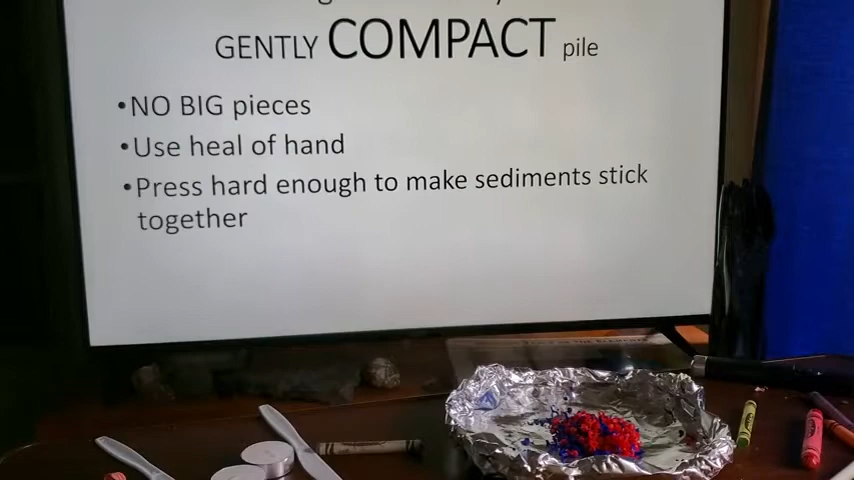 GENTLY COMPACT pile
•NO BIG pieces
•Use heal of hand
•Press hard enough to make sediments stick
together